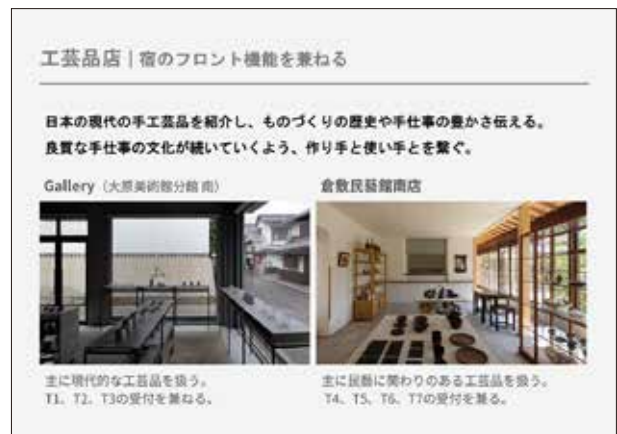 工芸品店 | 宿のフロント機能を兼ねる
日本の現代の手工芸品を紹介し、ものづくりの歴史や手仕事の豊かさ伝える。
良質な手仕事の文化が続いていくよう、作り手と使い手とを繋ぐ。
Gallery（大原美術館分館 南）
倉敷民藝館南店
主に現代的な工芸品を扱う。
T1、T2、T3の受付を兼ねる。
主に民藝に関わりのある工芸品を扱う。
T4、T5、T6、T7の受付を兼る。